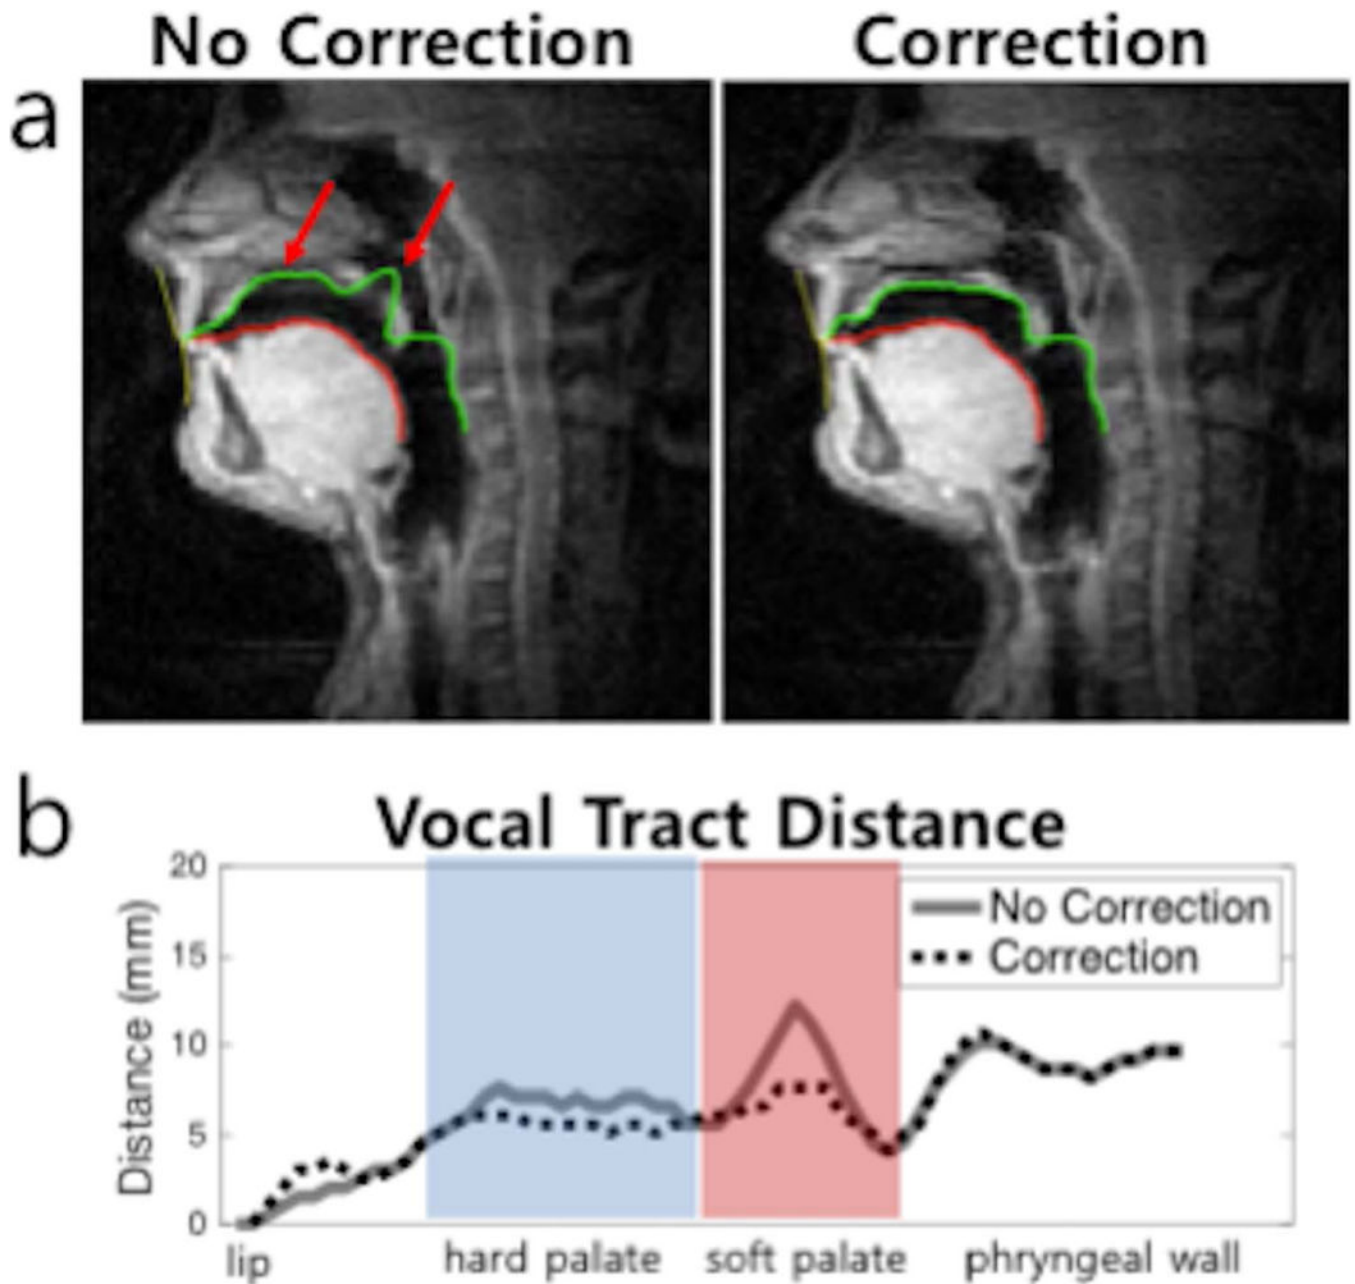 No Correction
Correction
a
b
Vocal Tract Distance
20
15
10
5
0
Distance (mm)
No Correction
Correction
lip
hard palate
soft palate
phryngeal wall